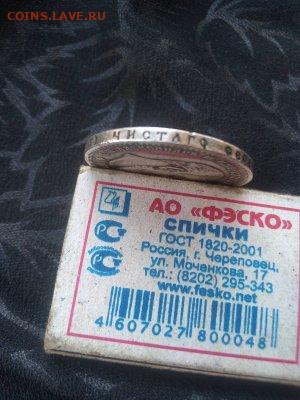 COINS.LAVE.RU
ЧИСТАГО
АО «ФЭСКО»
СПИЧКИ
ГОСТ 1820-2001
Россия, г. Череповец,
ул. Моченкова, 17
тел.: (8202) 295-343
www.fesko.net
4 607027 800048